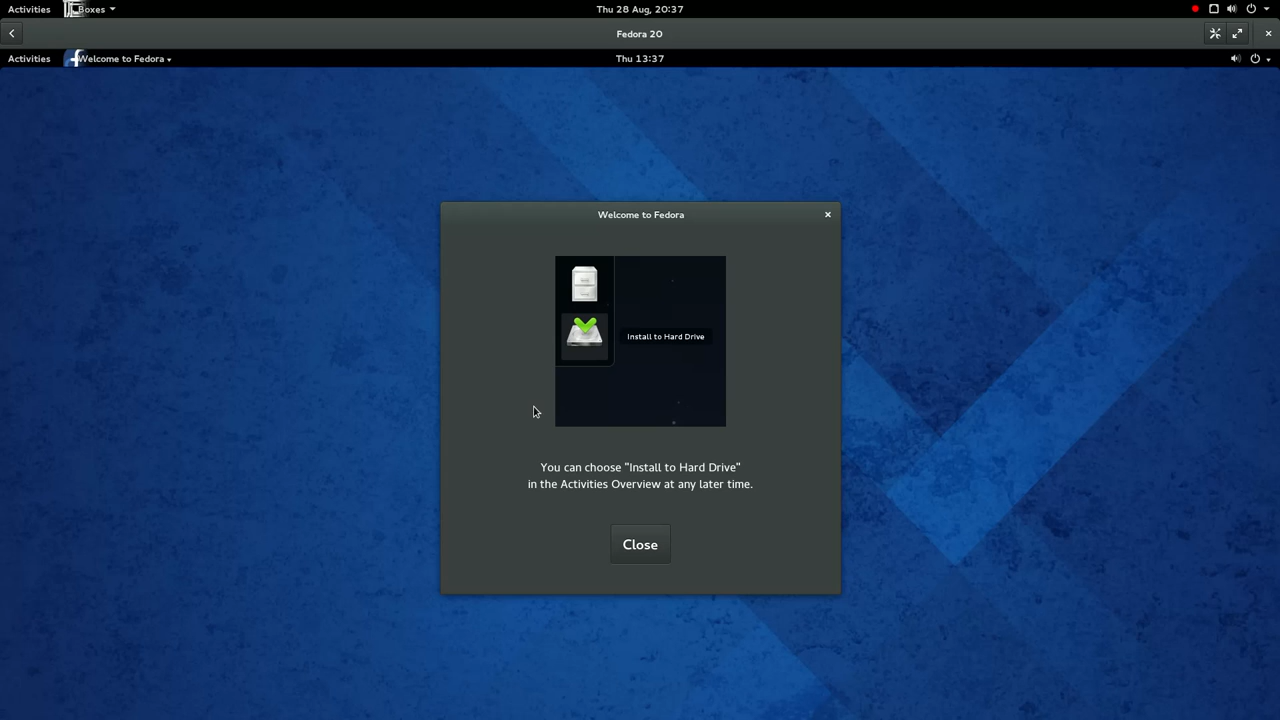 Activities Boxes Thu 28 Aug, 20:37
Fedora 20
Activities Welcome to Fedora Thu 13:37
Welcome to Fedora
Install to Hard Drive
You can choose "Install to Hard Drive"
in the Activities Overview at any later time.
Close